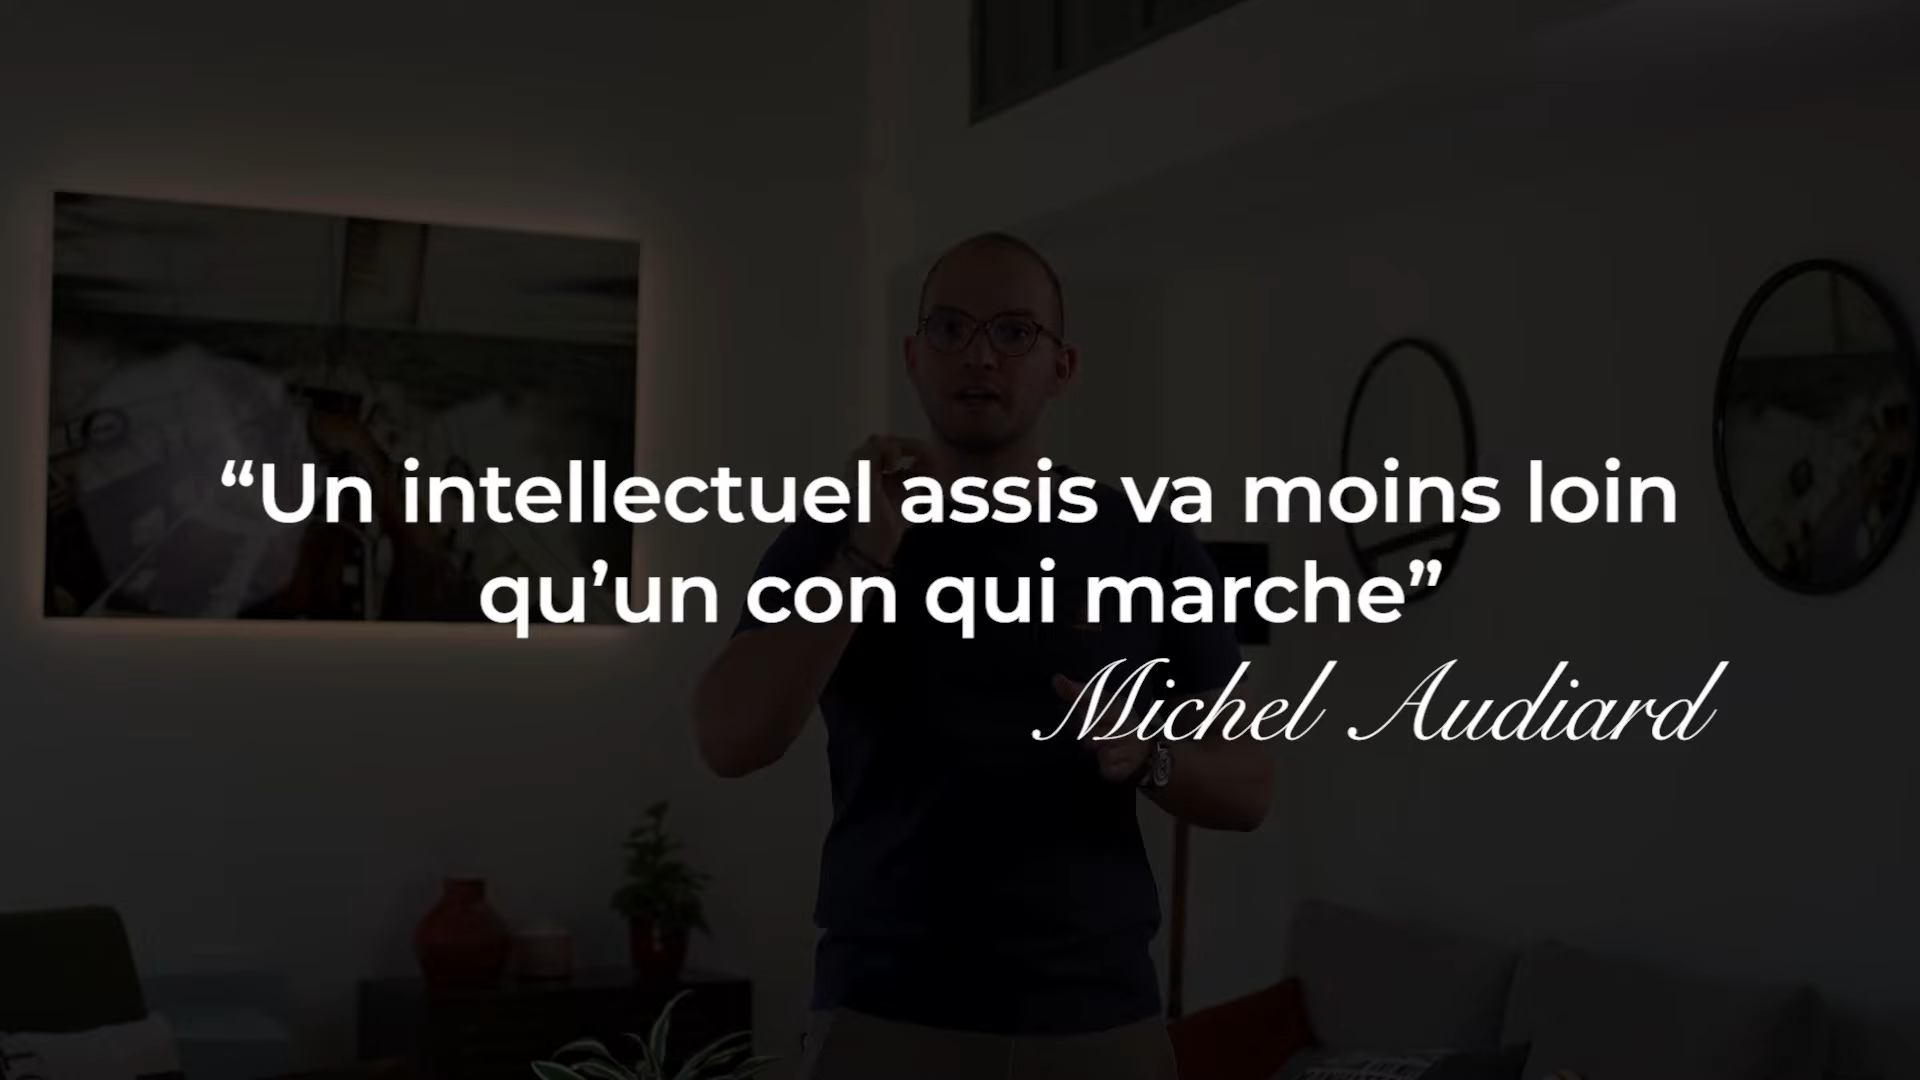 “Un intellectuel assis va moins loin
qu’un con qui marche”
Michel Audiard